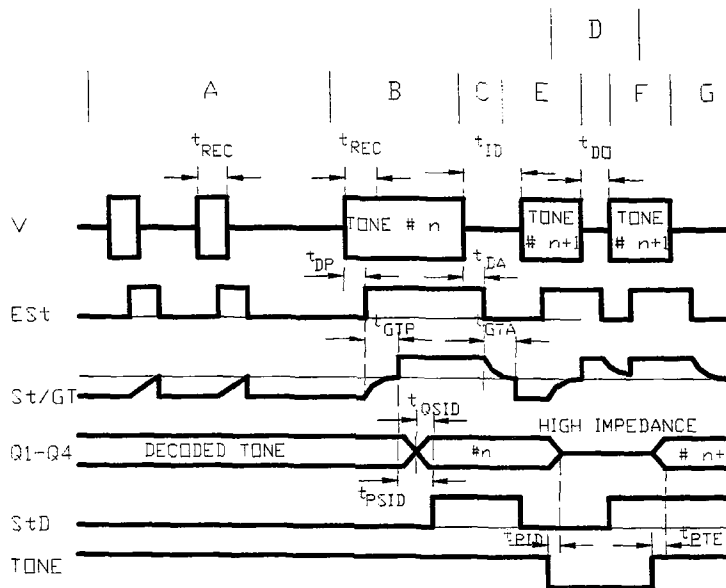 D
A B C E F G
tREC tREC tID tDO
V TONE # n TONE # n+1 TONE # n+1
tDP tDA
ESt
tGTP tGTA
St/GT
tQSID HIGH IMPEDANCE
Q1-Q4 DECODED TONE #n # n+
tPSID
StD
tPID tPTE
TONE